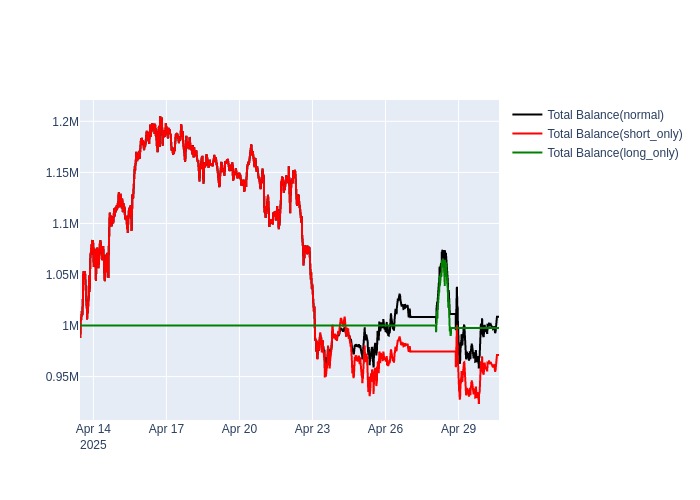 1.2M
1.15M
1.1M
1.05M
1M
0.95M
Apr 14
2025
Apr 17
Apr 20
Apr 23
Apr 26
Apr 29
Total Balance(normal)
Total Balance(short_only)
Total Balance(long_only)